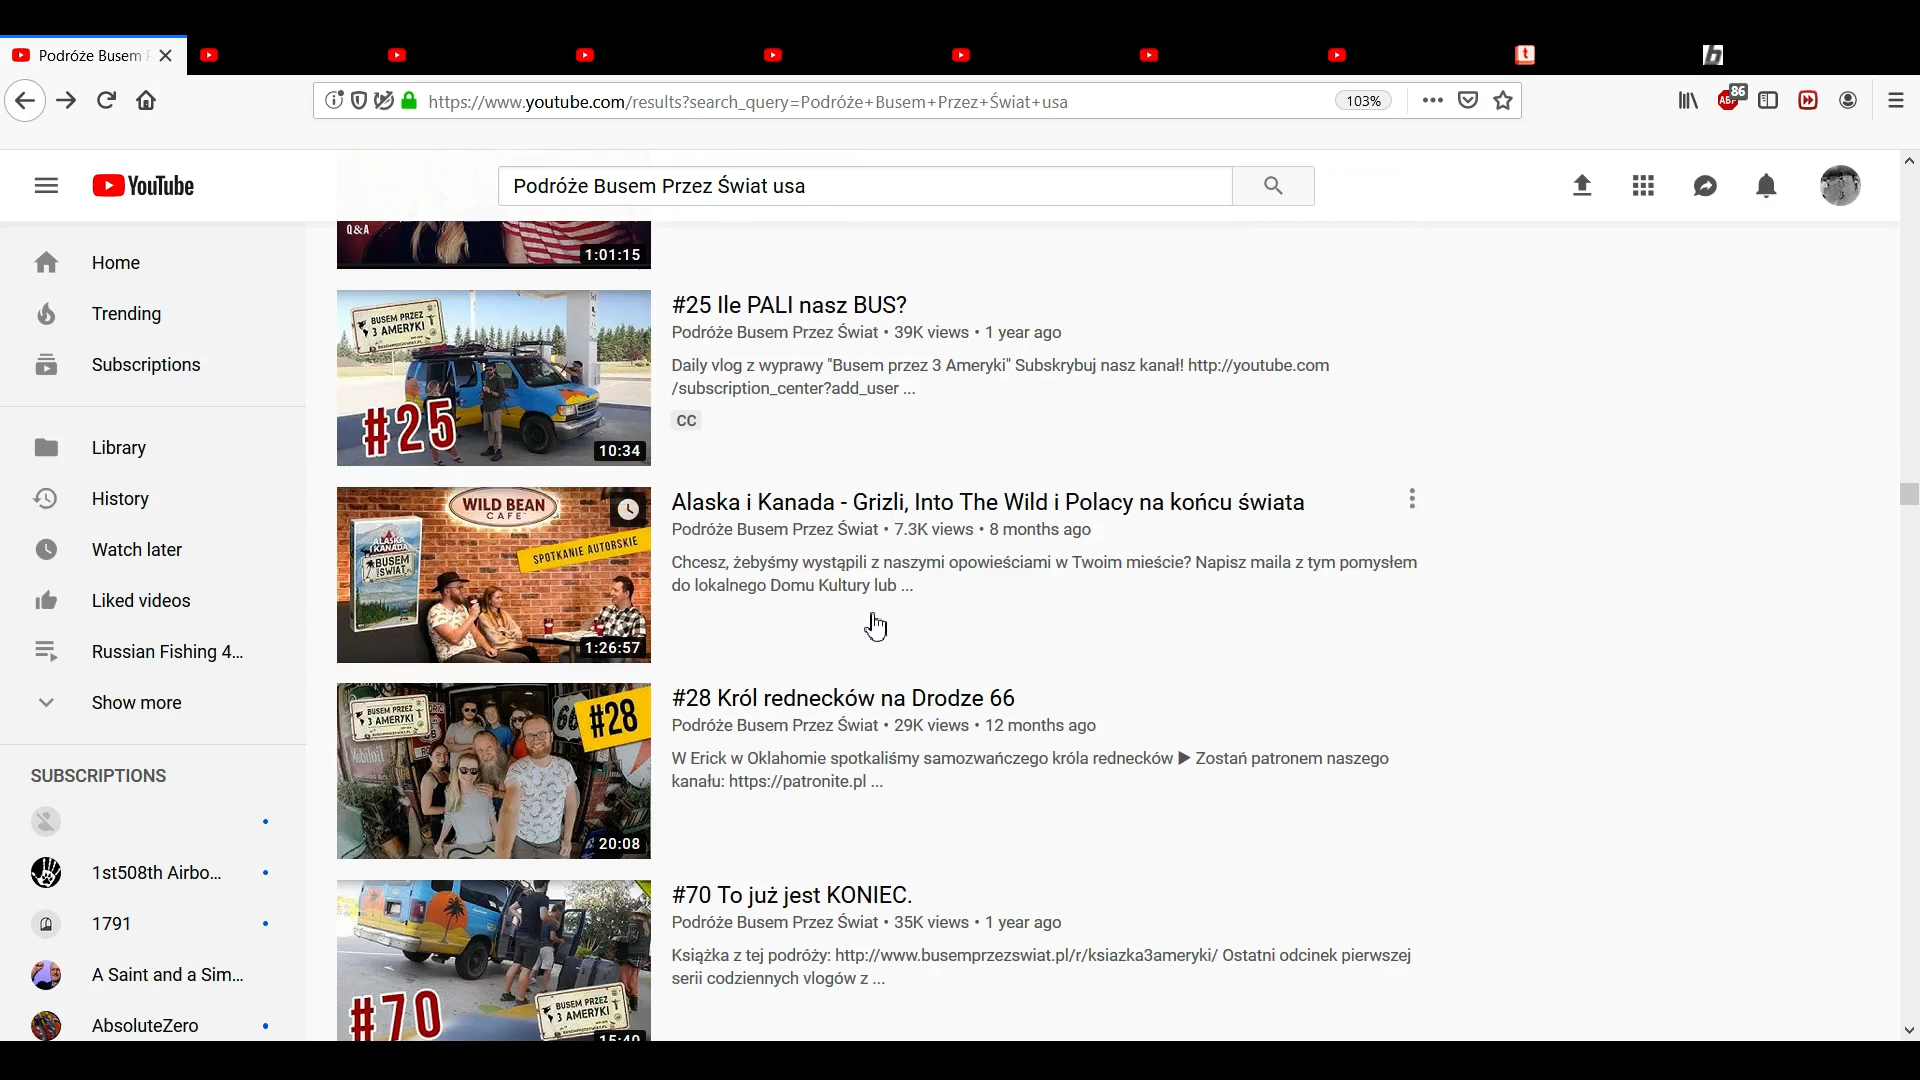 Podróże Busem
86
https://www.youtube.com/results?search_query=Podróże+Busem+Przez+Świat+usa
103%
ABP
YouTube
Podróże Busem Przez Świat usa
Home
Trending
Subscriptions
Library
History
Watch later
Liked videos
Russian Fishing 4...
Show more
SUBSCRIPTIONS
1st508th Airbo...
1791
A Saint and a Sim...
AbsoluteZero
Q&A
1:01:15
BUSEM PRZEZ
3 AMERYKI
#25
10:34
#25 Ile PALI nasz BUS?
Podróże Busem Przez Świat • 39K views • 1 year ago
Daily vlog z wyprawy "Busem przez 3 Ameryki" Subskrybuj nasz kanał! http://youtube.com
/subscription_center?add_user ...
CC
WILD BEAN
CAFE
SPOTKANIE AUTORSKIE
ALASKA
I KANADA
BUSEM
ŚWIAT
1:26:57
Alaska i Kanada - Grizli, Into The Wild i Polacy na końcu świata
Podróże Busem Przez Świat • 7.3K views • 8 months ago
Chcesz, żebyśmy wystąpili z naszymi opowieściami w Twoim mieście? Napisz maila z tym pomysłem
do lokalnego Domu Kultury lub ...
BUSEM PRZEZ
3 AMERYKI
#28
66
20:08
#28 Król rednecków na Drodze 66
Podróże Busem Przez Świat • 29K views • 12 months ago
W Erick w Oklahomie spotkaliśmy samozwańczego króla rednecków ▶ Zostań patronem naszego
kanału: https://patronite.pl ...
#70
BUSEM PRZEZ
3 AMERYKI
15:40
#70 To już jest KONIEC.
Podróże Busem Przez Świat • 35K views • 1 year ago
Książka z tej podróży: http://www.busemprzezswiat.pl/r/ksiazka3ameryki/ Ostatni odcinek pierwszej
serii codziennych vlogów z ...